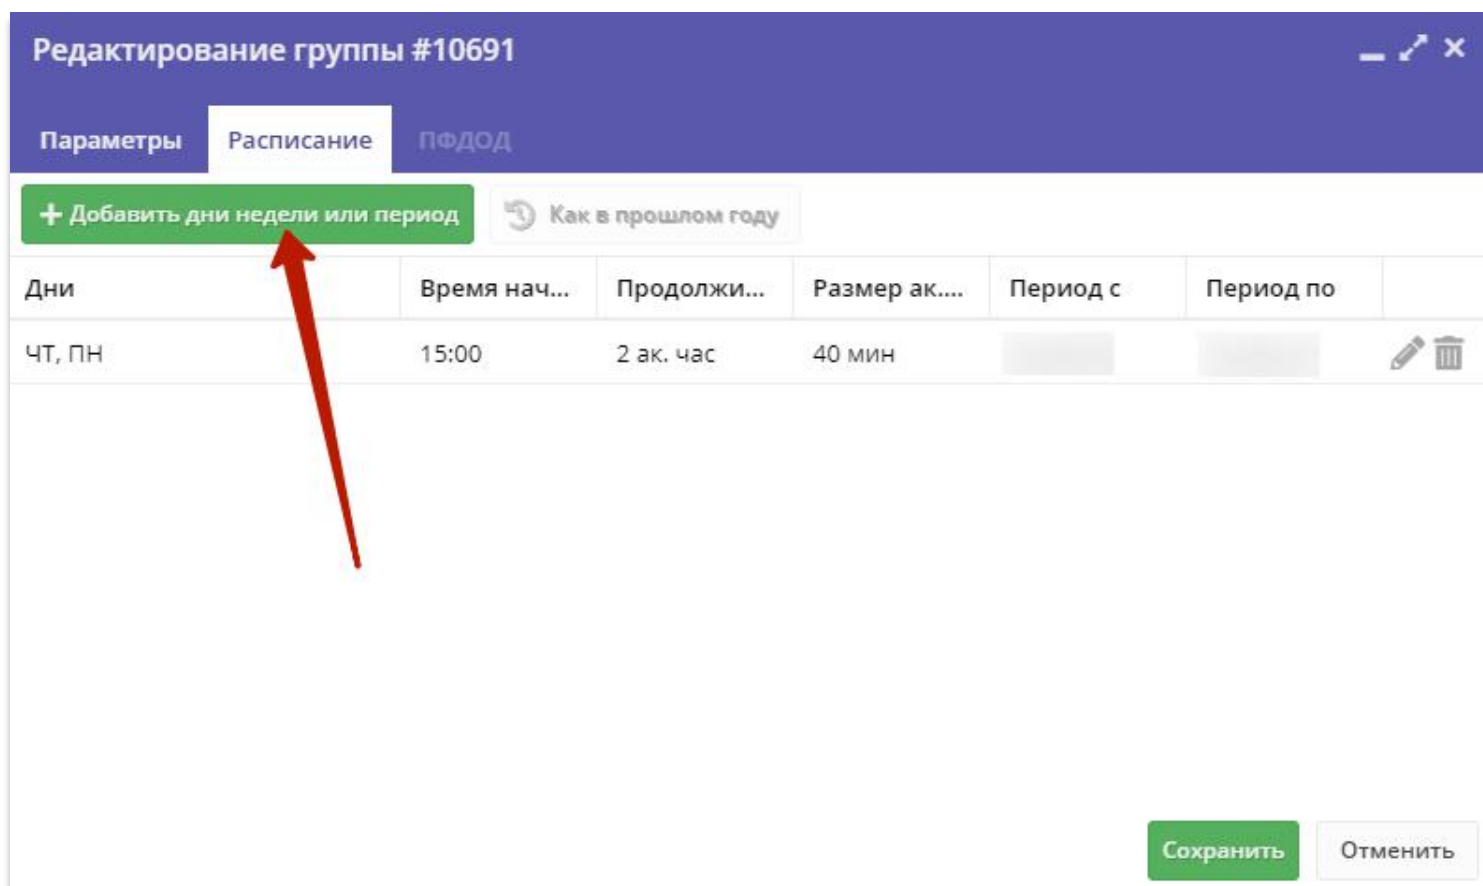 Редактирование группы #10691
Параметры Расписание ПФДОД
Добавить дни недели или период Как в прошлом году
Дни Время нач... Продолжи... Размер ак.... Период с Период по
ЧТ, ПН 15:00 2 ак. час 40 мин
Сохранить Отменить